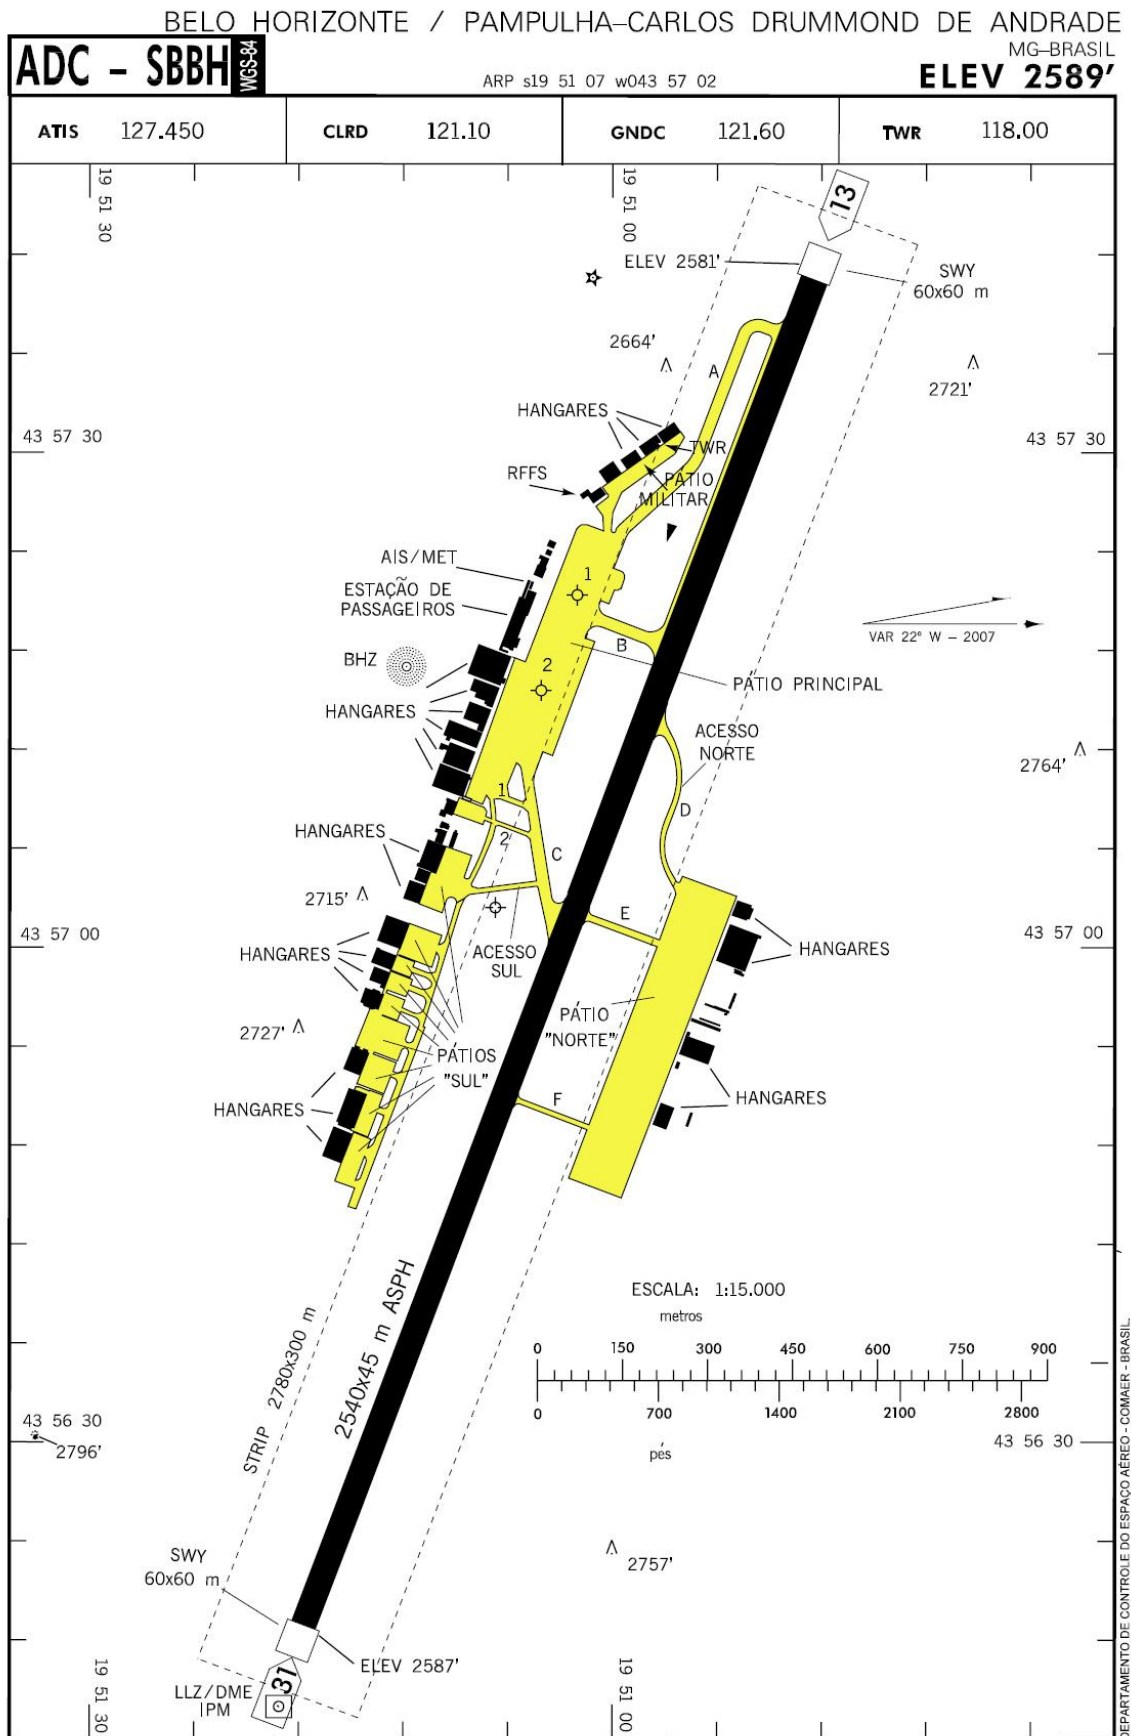 BELO HORIZONTE / PAMPULHA–CARLOS DRUMMOND DE ANDRADE
MG–BRASIL
ADC – SBBH
WGS-84
ARP s19 51 07 w043 57 02
ELEV 2589’
ATIS 127.450
CLRD 121.10
GNDC 121.60
TWR 118.00
19 51 30
19 51 00
13
ELEV 2581’
SWY
60x60 m
2664’
A
2721’
HANGARES
43 57 30
43 57 30
TWR
RFFS
PÁTIO
MILITAR
AIS/MET
1
ESTAÇÃO DE
PASSAGEIROS
VAR 22° W – 2007
B
BHZ
2
PÁTIO PRINCIPAL
HANGARES
ACESSO
NORTE
2764’
1
D
HANGARES
2
C
2715’
E
43 57 00
43 57 00
HANGARES
ACESSO
SUL
HANGARES
PÁTIO
"NORTE"
2727’
PÁTIOS
"SUL"
HANGARES
F
HANGARES
ESCALA: 1:15.000
metros
0 150 300 450 600 750 900
0 700 1400 2100 2800
pés
STRIP 2780x300 m
2540x45 m ASPH
43 56 30
43 56 30
2796’
SWY
60x60 m
2757’
ELEV 2587’
31
LLZ/DME
IPM
19 51 30
19 51 00
DEPARTAMENTO DE CONTROLE DO ESPAÇO AÉREO - COMAER - BRASIL.